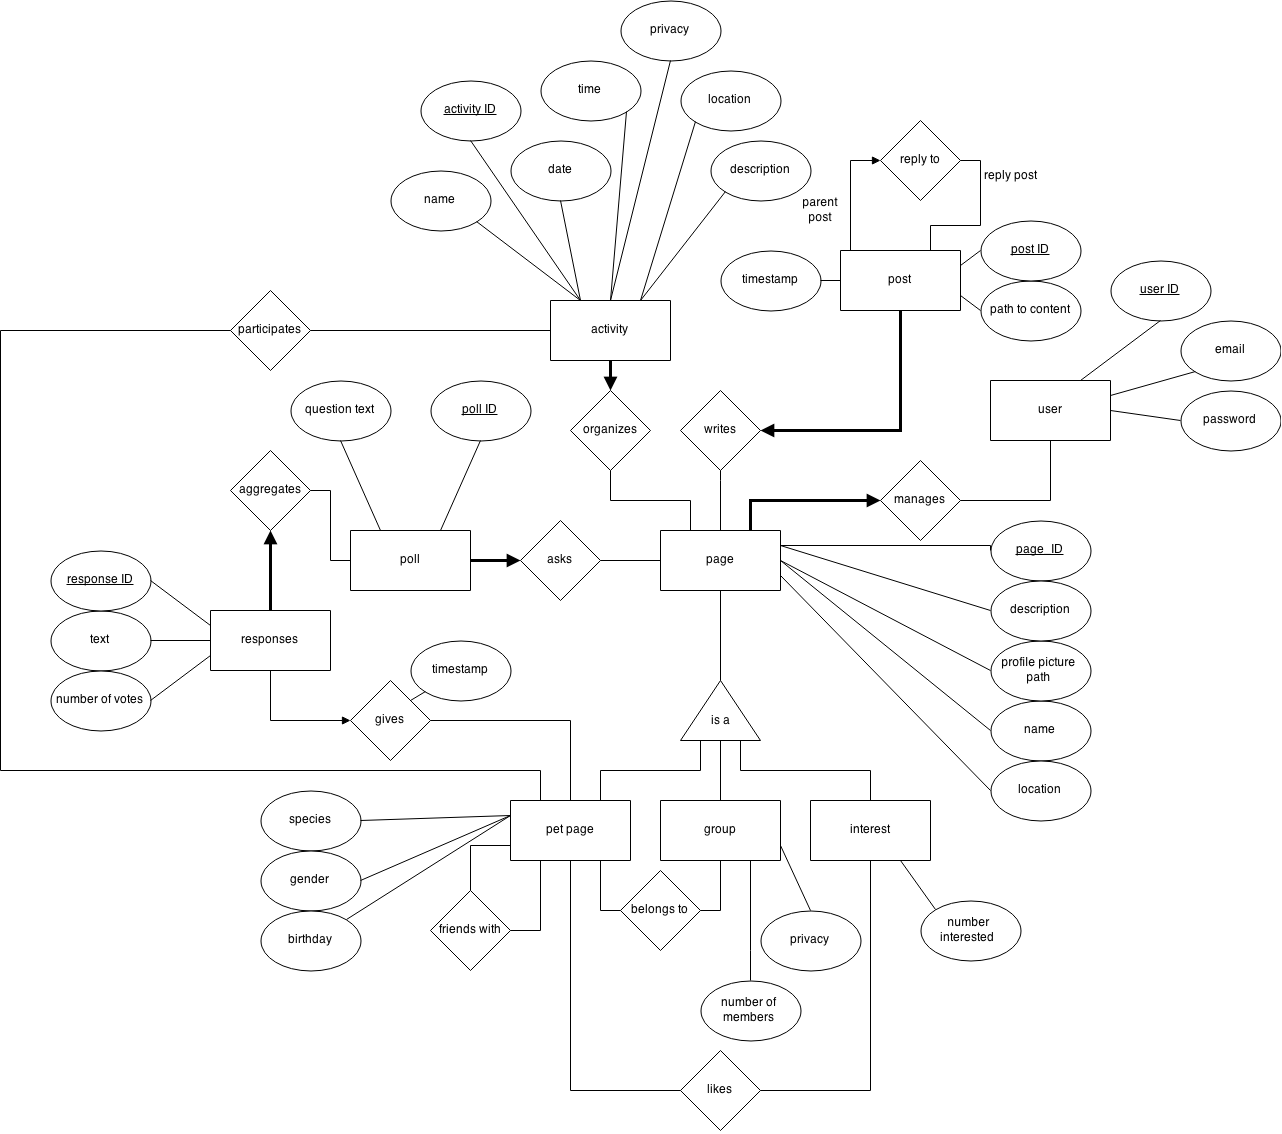 privacy
time
location
activity ID
reply to
date
description
reply post
name
parent
post
post ID
timestamp
post
user ID
path to content
participates
activity
email
question text
poll ID
user
password
organizes
writes
aggregates
manages
page_ID
poll
asks
page
response ID
description
text
responses
timestamp
profile picture
path
number of votes
gives
is a
name
location
species
pet page
group
interest
gender
belongs to
number
interested
friends with
birthday
privacy
number of
members
likes